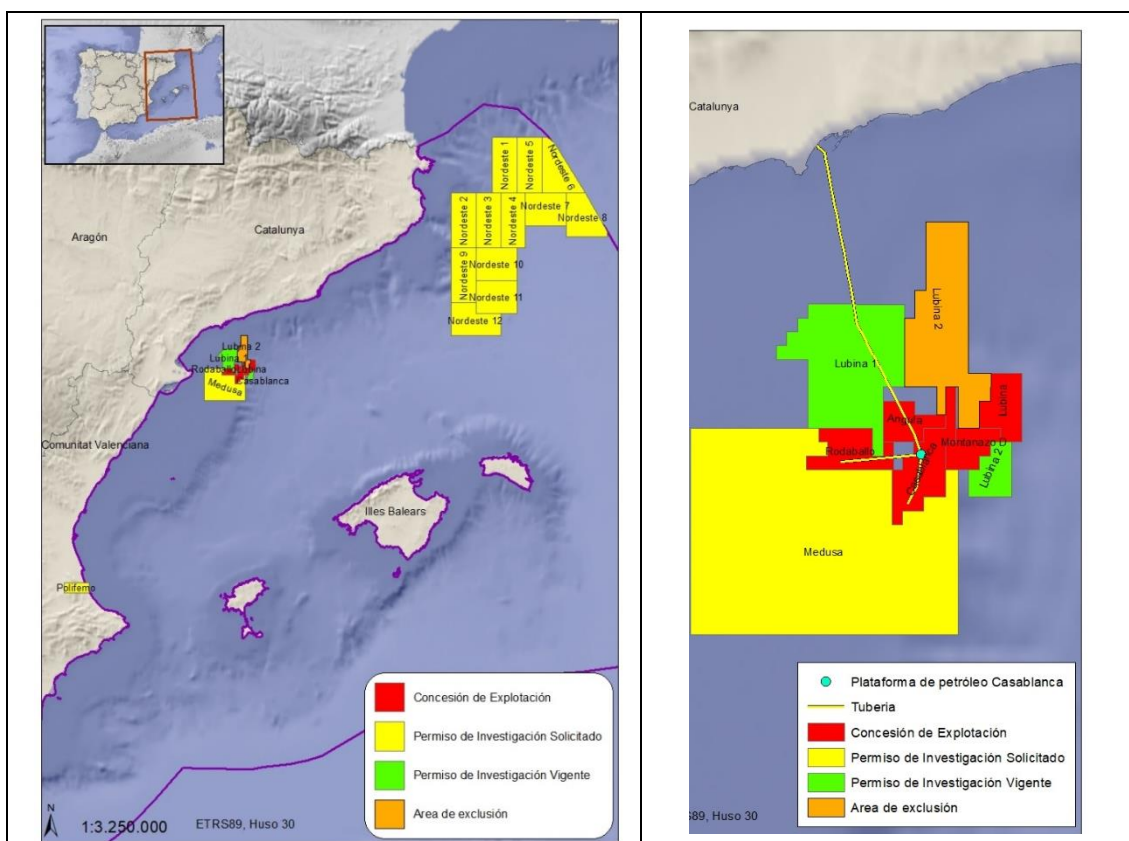 Aragón
Catalunya
Comunitat Valenciana
Illes Balears
Nordeste 1
Nordeste 5
Nordeste 6
Nordeste 2
Nordeste 3
Nordeste 4
Nordeste 7
Nordeste 8
Nordeste 9
Nordeste 10
Nordeste 11
Nordeste 12
Lubina 2
Lubina 1
Rodaballo
Lubina
Casablanca
Medusa
Polifemo
Concesión de Explotación
Permiso de Investigación Solicitado
Permiso de Investigación Vigente
Area de exclusión
N
1:3.250.000
ETRS89, Huso 30
Catalunya
Lubina 2
Lubina 1
Lubina
Angula
Montanazo D
Rodaballo
Casablanca
Lubina 2
Medusa
Plataforma de petróleo Casablanca
Tuberia
Concesión de Explotación
Permiso de Investigación Solicitado
Permiso de Investigación Vigente
Area de exclusión
S89, Huso 30